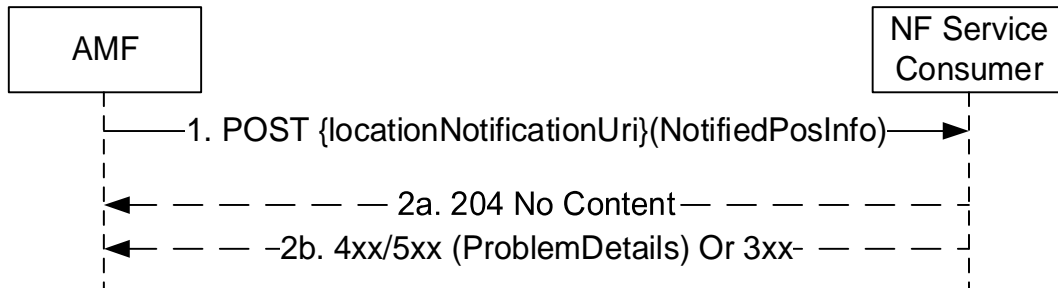 AMF
NF Service
Consumer
1. POST {locationNotificationUri}(NotifiedPosInfo)
2a. 204 No Content
2b. 4xx/5xx (ProblemDetails) Or 3xx